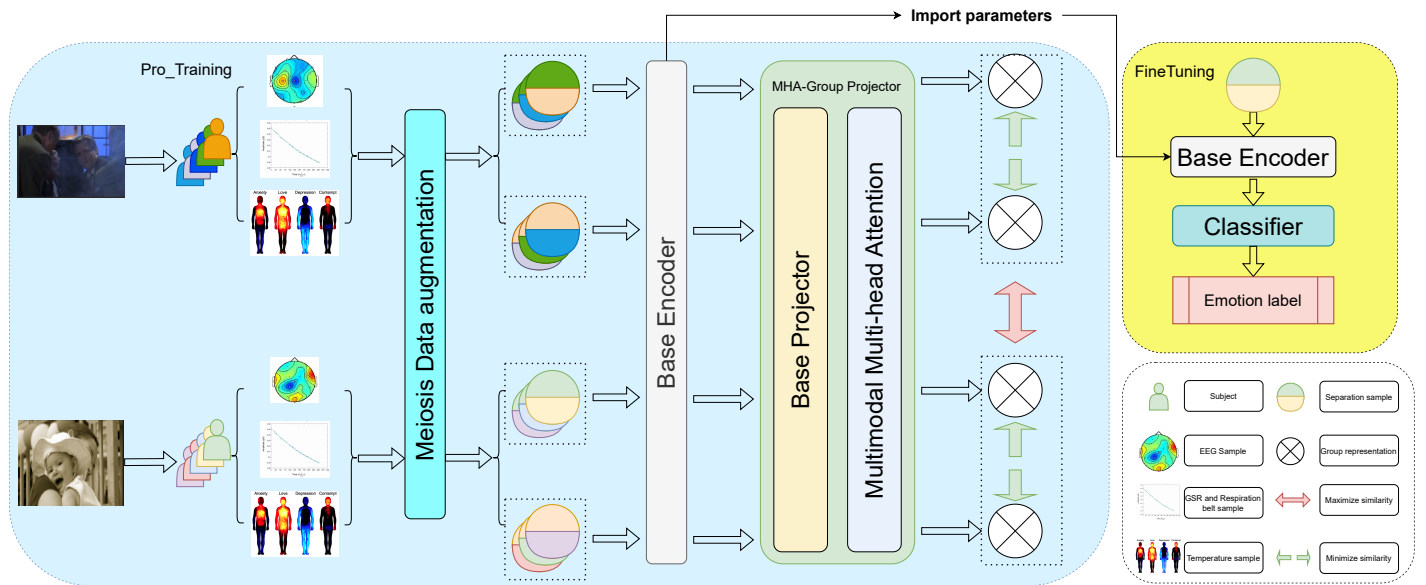 Import parameters
Pro_Training
FineTuning
MHA-Group Projector
Anxiety Love Depression Contempt
Meiosis Data augmentation
Base Encoder
Base Projector
Multimodal Multi-head Attention
Base Encoder
Classifier
Emotion label
Anxiety Love Depression Contempt
Subject
Separation sample
EEG Sample
Group representation
GSR and Respiration
belt sample
Maximize similarity
Temperature sample
Minimize similarity